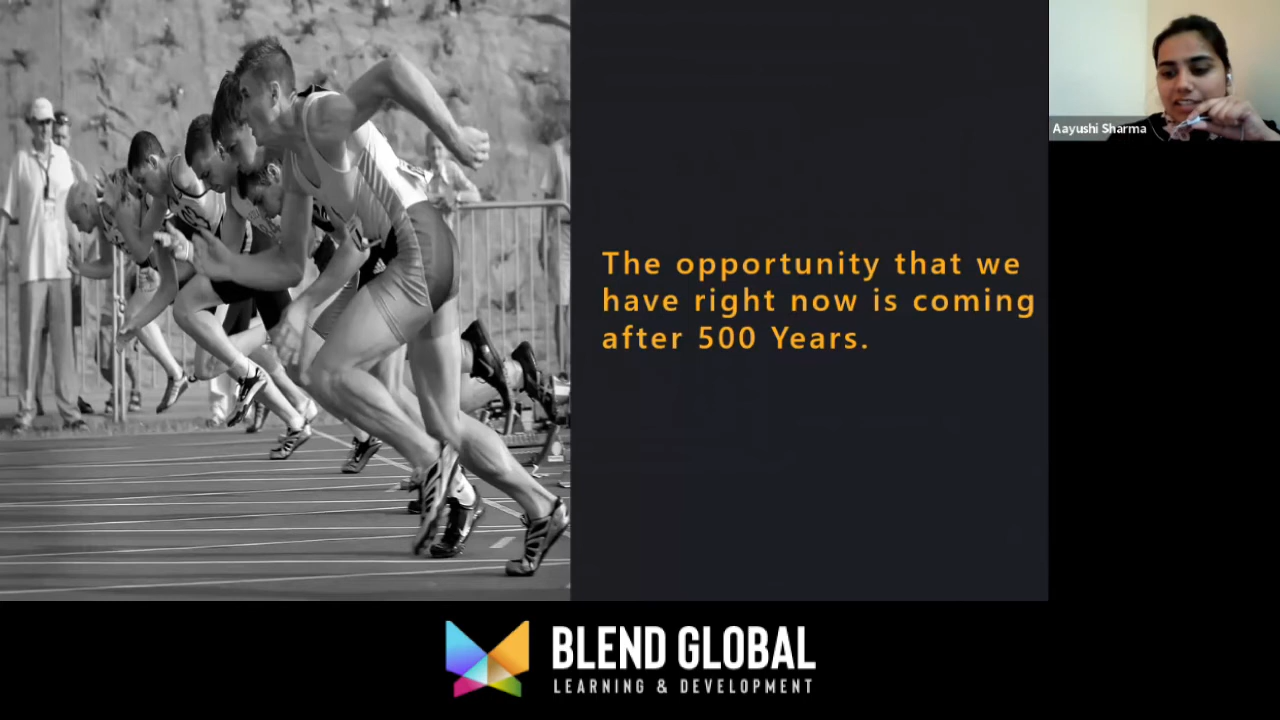 The opportunity that we
have right now is coming
after 500 Years.
Aayushi Sharma
BLEND GLOBAL
LEARNING & DEVELOPMENT